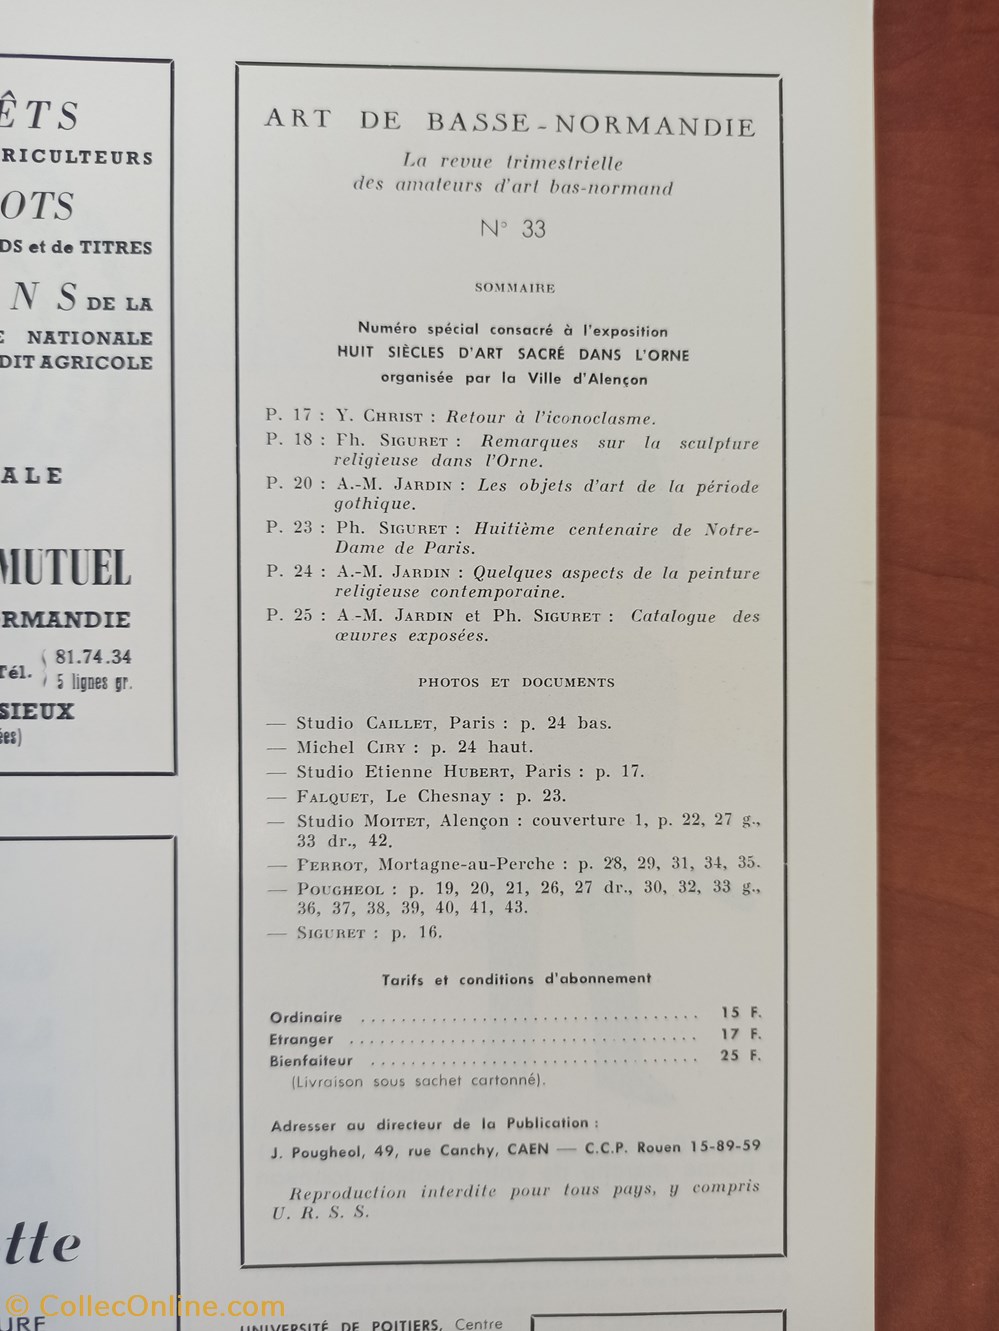 ÊTS
RICULTEURS
OTS
DS et de TITRES
N S DE LA
E NATIONALE
DIT AGRICOLE
ALE
MUTUEL
RMANDIE
Tél. 81.74.34
5 lignes gr.
SIEUX
ées)
tte
URE
ART DE BASSE-NORMANDIE
La revue trimestrielle
des amateurs d'art bas-normand
N° 33
SOMMAIRE
Numéro spécial consacré à l'exposition
HUIT SIÈCLES D'ART SACRÉ DANS L'ORNE
organisée par la Ville d'Alençon
P. 17 : Y. CHRIST : Retour à l'iconoclasme.
P. 18 : Fh. SIGURET : Remarques sur la sculpture
religieuse dans l'Orne.
P. 20 : A.-M. JARDIN : Les objets d'art de la période
gothique.
P. 23 : Ph. SIGURET : Huitième centenaire de Notre-
Dame de Paris.
P. 24 : A.-M. JARDIN : Quelques aspects de la peinture
religieuse contemporaine.
P. 25 : A.-M. JARDIN et Ph. SIGURET : Catalogue des
œuvres exposées.
PHOTOS ET DOCUMENTS
— Studio CAILLET, Paris : p. 24 bas.
— Michel CIRY : p. 24 haut.
— Studio Etienne HUBERT, Paris : p. 17.
— FALQUET, Le Chesnay : p. 23.
— Studio MOITET, Alençon : couverture 1, p. 22, 27 g.,
33 dr., 42.
— PERROT, Mortagne-au-Perche : p. 28, 29, 31, 34, 35.
— POUGHEOL : p. 19, 20, 21, 26, 27 dr., 30, 32, 33 g.,
36, 37, 38, 39, 40, 41, 43.
— SIGURET : p. 16.
Tarifs et conditions d'abonnement
Ordinaire ................................. 15 F.
Etranger .................................. 17 F.
Bienfaiteur ................................ 25 F.
(Livraison sous sachet cartonné).
Adresser au directeur de la Publication :
J. Pougheol, 49, rue Canchy, CAEN — C.C.P. Rouen 15-89-59
Reproduction interdite pour tous pays, y compris
U. R. S. S.
UNIVERSITÉ DE POITIERS, Centre
© CollecOnline.com